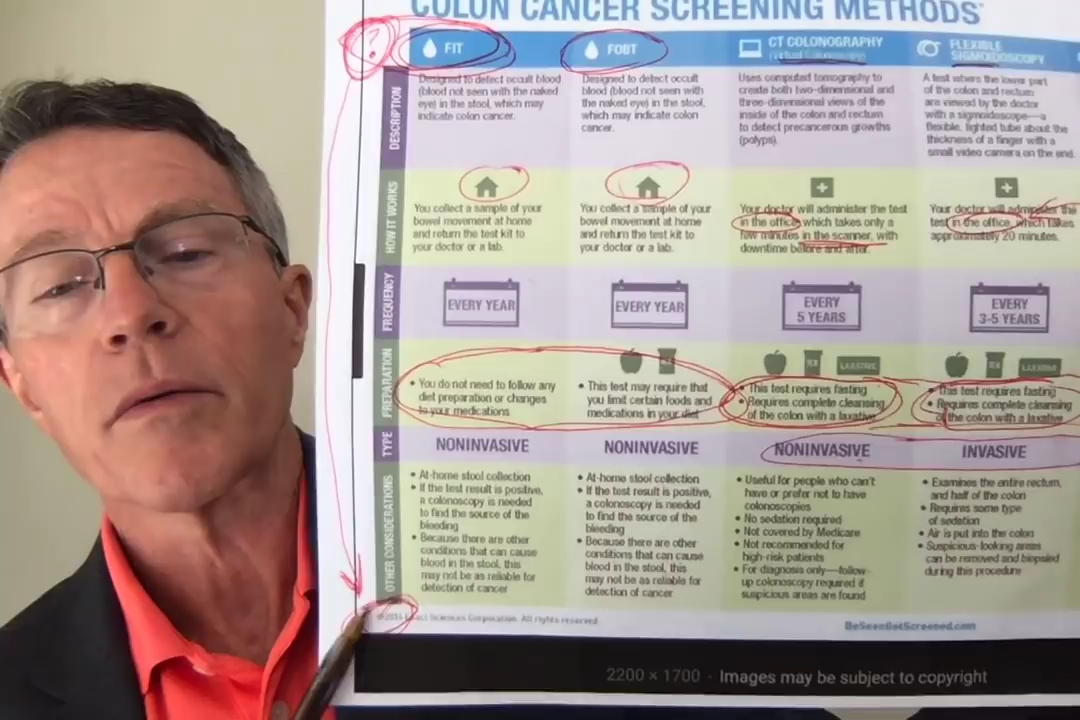 COLON CANCER SCREENING METHODS
?
FIT
FOBT
CT COLONOGRAPHY
(Virtual Colonoscopy)
FLEXIBLE
SIGMOIDOSCOPY
DESCRIPTION
Designed to detect occult blood
(blood not seen with the naked
eye) in the stool, which may
indicate colon cancer.
Designed to detect occult
blood (blood not seen with
the naked eye) in the stool,
which may indicate colon
cancer.
Uses computed tomography to
create both two-dimensional and
three-dimensional views of the
inside of the colon and rectum
to detect precancerous growths
(polyps).
A test where the lower part
of the colon and rectum
are viewed by the doctor
with a sigmoidoscope—a
flexible, lighted tube about the
thickness of a finger with a
small video camera on the end.
HOW IT WORKS
You collect a sample of your
bowel movement at home
and return the test kit to
your doctor or a lab.
You collect a sample of your
bowel movement at home
and return the test kit to
your doctor or a lab.
Your doctor will administer the test
in the office which takes only a
few minutes in the scanner, with
downtime before and after.
Your doctor will administer the
test in the office, which takes
approximately 20 minutes.
FREQUENCY
EVERY YEAR
EVERY YEAR
EVERY
5 YEARS
EVERY
3-5 YEARS
PREPARATION
• You do not need to follow any
diet preparation or changes
to your medications
• This test may require that
you limit certain foods and
medications in your diet
LAXATIVE
• This test requires fasting
• Requires complete cleansing
of the colon with a laxative
LAXATIVE
• This test requires fasting
• Requires complete cleansing
of the colon with a laxative
TYPE
NONINVASIVE
NONINVASIVE
NONINVASIVE
INVASIVE
OTHER CONSIDERATIONS
• At-home stool collection
• If the test result is positive,
a colonoscopy is needed
to find the source of the
bleeding
• Because there are other
conditions that can cause
blood in the stool, this
may not be as reliable for
detection of cancer
• At-home stool collection
• If the test result is positive,
a colonoscopy is needed
to find the source of the
bleeding
• Because there are other
conditions that can cause
blood in the stool, this
may not be as reliable for
detection of cancer
• Useful for people who can't
have or prefer not to have
colonoscopies
• No sedation required
• Not covered by Medicare
• Not recommended for
high-risk patients
• For diagnosis only—follow-
up colonoscopy required if
suspicious areas are found
• Examines the entire rectum,
and half of the colon
• Requires some type
of sedation
• Air is put into the colon
• Suspicious-looking areas
can be removed and biopsied
during this procedure
Exact Sciences Corporation. All rights reserved.
BeSeenGetScreened.com
2200 × 1700 · Images may be subject to copyright